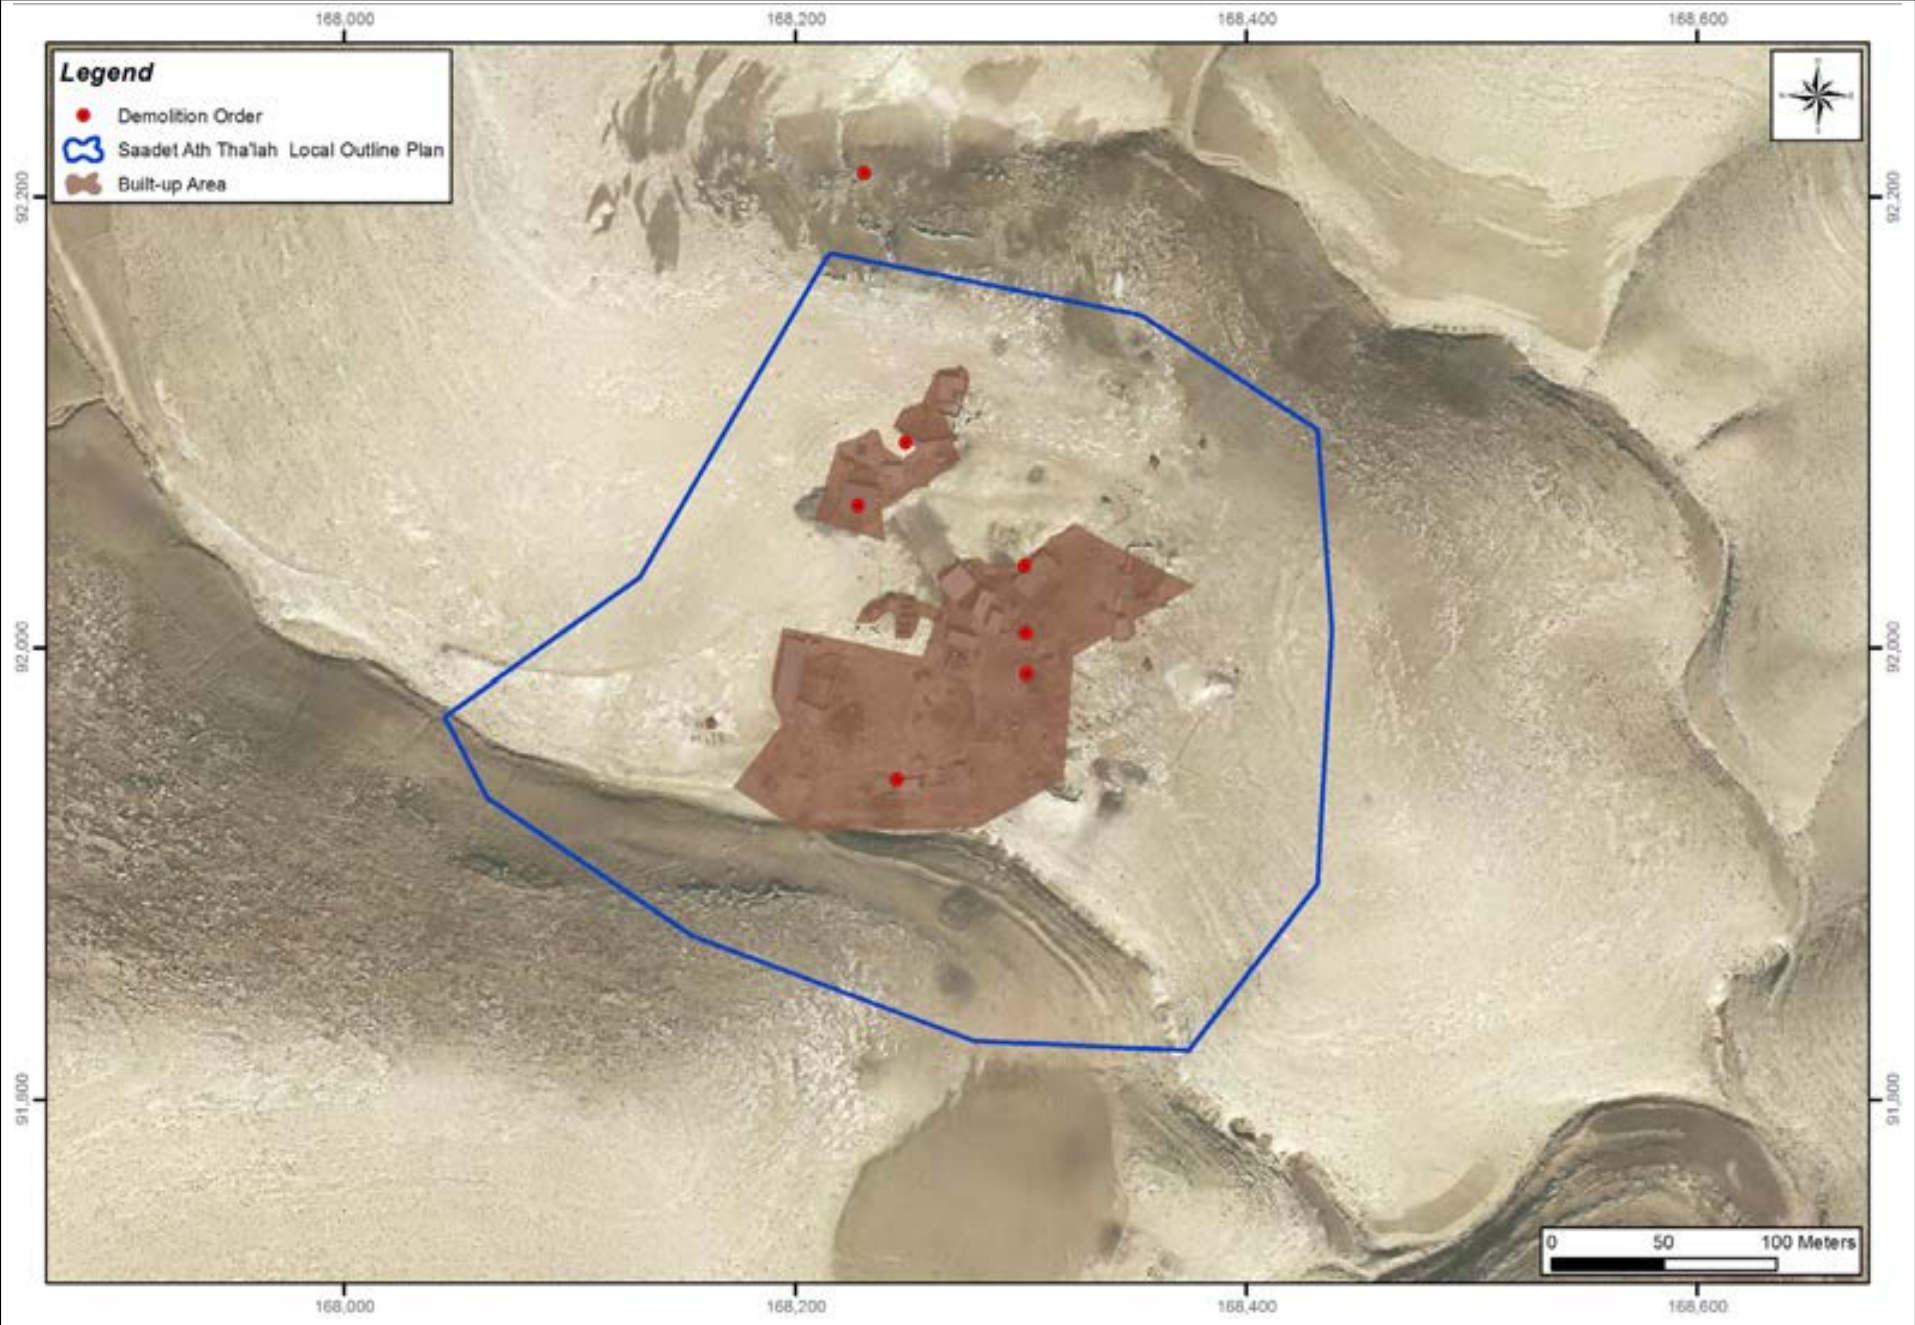 168,000
168,200
168,400
168,600
Legend
Demolition Order
Saadet Ath Tha'lah Local Outline Plan
Built-up Area
92,200
92,200
92,000
92,000
91,800
91,800
0 50 100 Meters
168,000
168,200
168,400
168,600